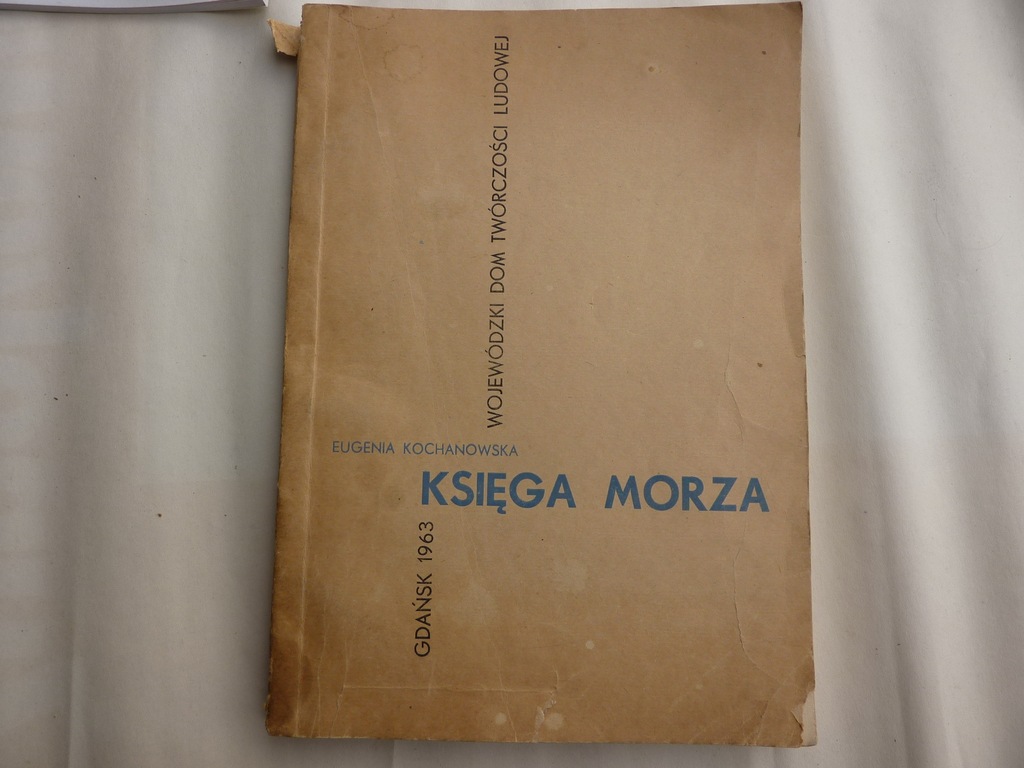 WOJEWÓDZKI DOM TWÓRCZOŚCI LUDOWEJ
EUGENIA KOCHANOWSKA
KSIĘGA MORZA
GDAŃSK 1963